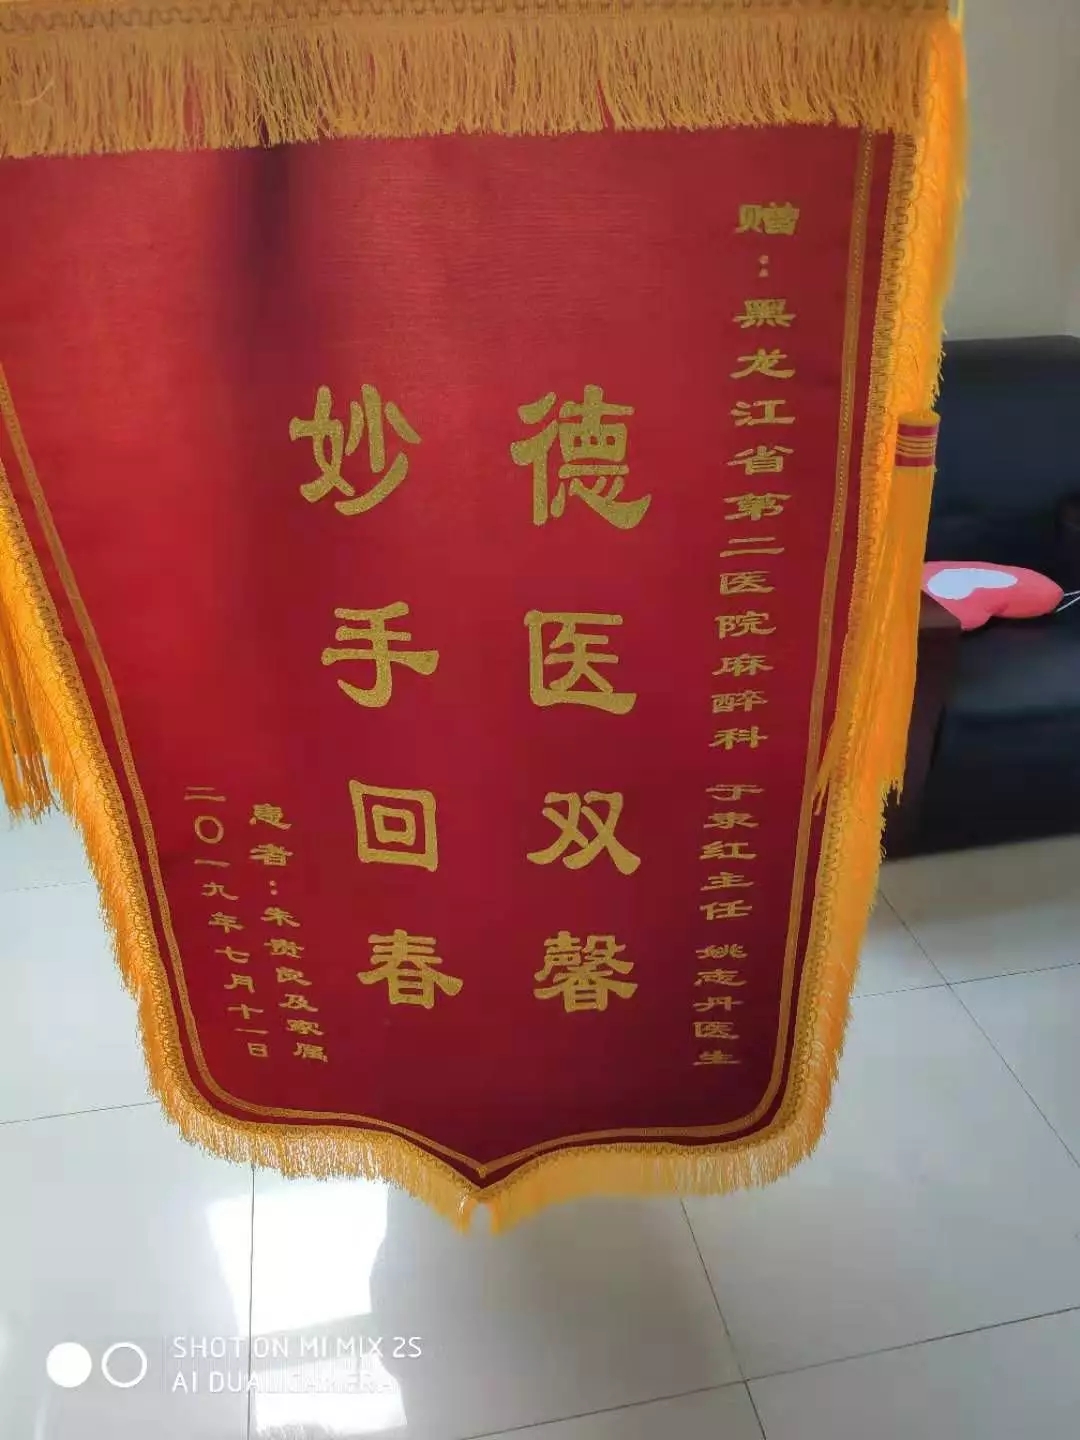 赠：黑龙江省第二医院麻醉科 于秉红主任 姚志丹医生
德医双馨
妙手回春
患者：朱贵良及家属
二〇一九年七月十一日
SHOT ON MI MIX 2S
AI DUAL CAMERA